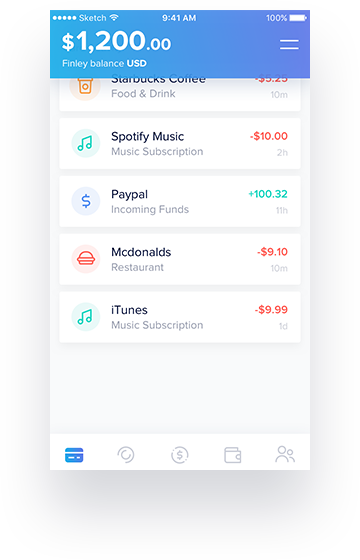 Sketch 9:41 AM 100%
$1,200.00
Finley balance USD
Starbucks Coffee -$5.25
Food & Drink 10m
Spotify Music -$10.00
Music Subscription 2h
Paypal +100.32
Incoming Funds 11h
Mcdonalds -$9.10
Restaurant 10m
iTunes -$9.99
Music Subscription 1d